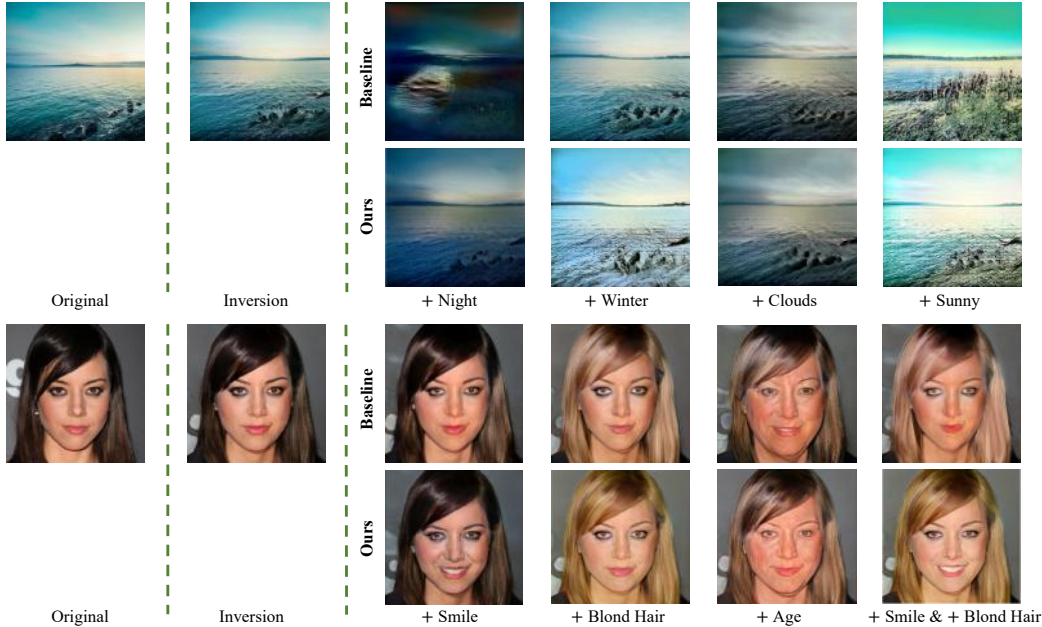 Baseline
Ours
Original
Inversion
+ Night
+ Winter
+ Clouds
+ Sunny
Baseline
Ours
Original
Inversion
+ Smile
+ Blond Hair
+ Age
+ Smile & + Blond Hair